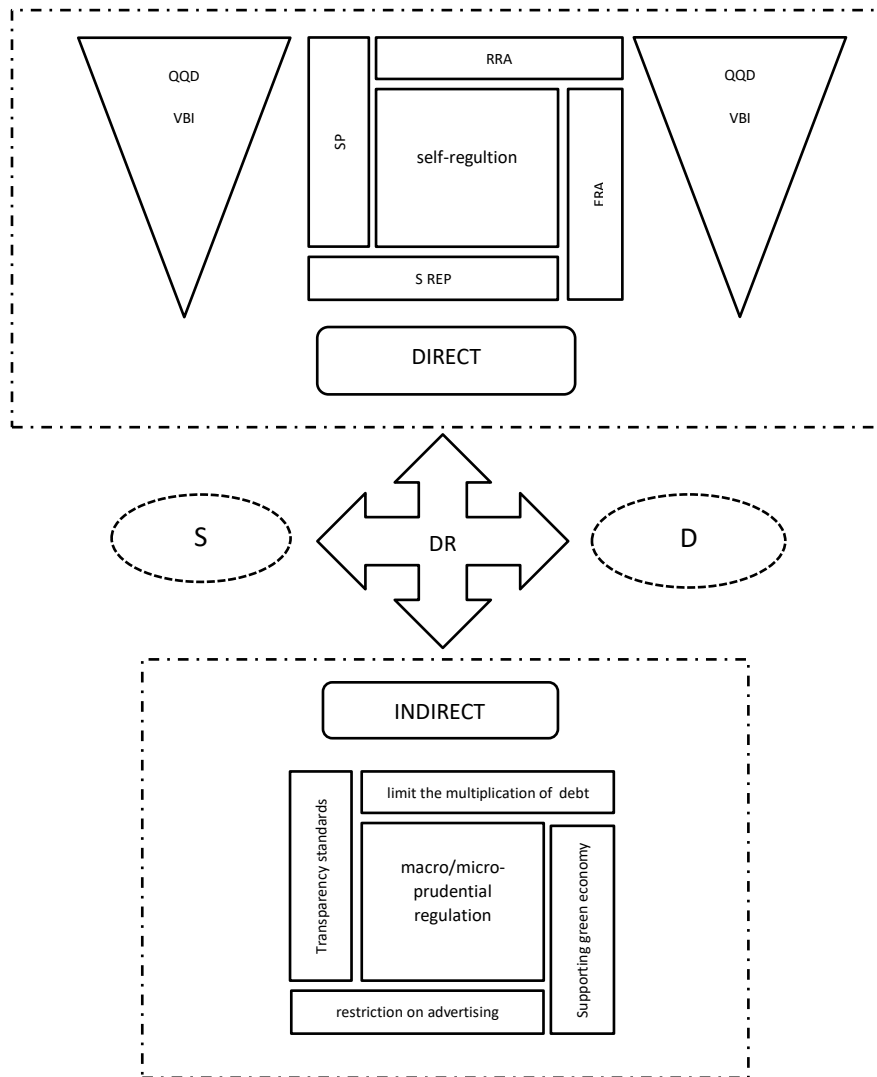 QQD
VBI
SP
RRA
self-regultion
FRA
S REP
QQD
VBI
DIRECT
S
DR
D
INDIRECT
Transparency standards
limit the multiplication of debt
macro/micro-
prudential
regulation
Supporting green economy
restriction on advertising